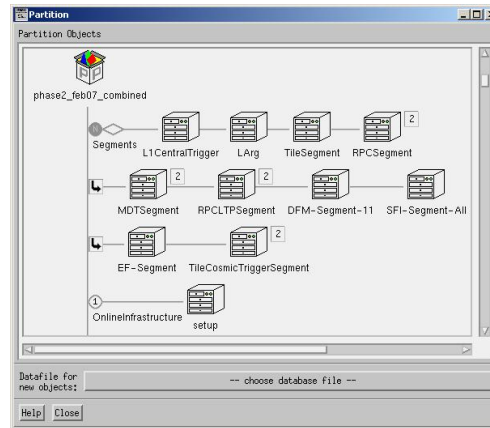 Partition
Partition Objects
phase2_feb07_combined
N
Segments
L1CentralTrigger
LArg
TileSegment
RPCSegment
2
MDTSegment
2
RPCLTPSegment
2
DFM-Segment-11
SFI-Segment-All
EF-Segment
TileCosmicTriggerSegment
2
1
OnlineInfrastructure
setup
Datafile for
new objects:
-- choose database file --
Help
Close